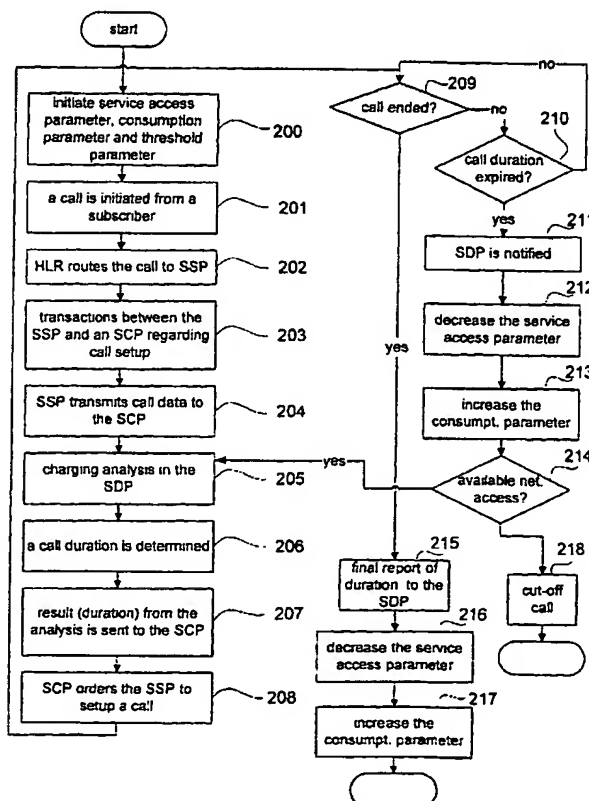 start
initiate service access
parameter, consumption
parameter and threshold
parameter
200
a call is initiated from a
subscriber
201
HLR routes the call to SSP
202
transactions between the
SSP and an SCP regarding
call setup
203
SSP transmits call data to
the SCP
204
charging analysis in the
SDP
205
a call duration is determined
206
result (duration) from the
analysis is sent to the SCP
207
SCP orders the SSP to
setup a call
208
no
209
call ended?
no
210
call duration
expired?
yes
211
SDP is notified
212
decrease the service
access parameter
213
increase the
consumpt. parameter
214
available net.
access?
yes
yes
215
final report of
duration to the
SDP
216
decrease the service
access parameter
217
increase the
consumpt. parameter
218
cut-off
call